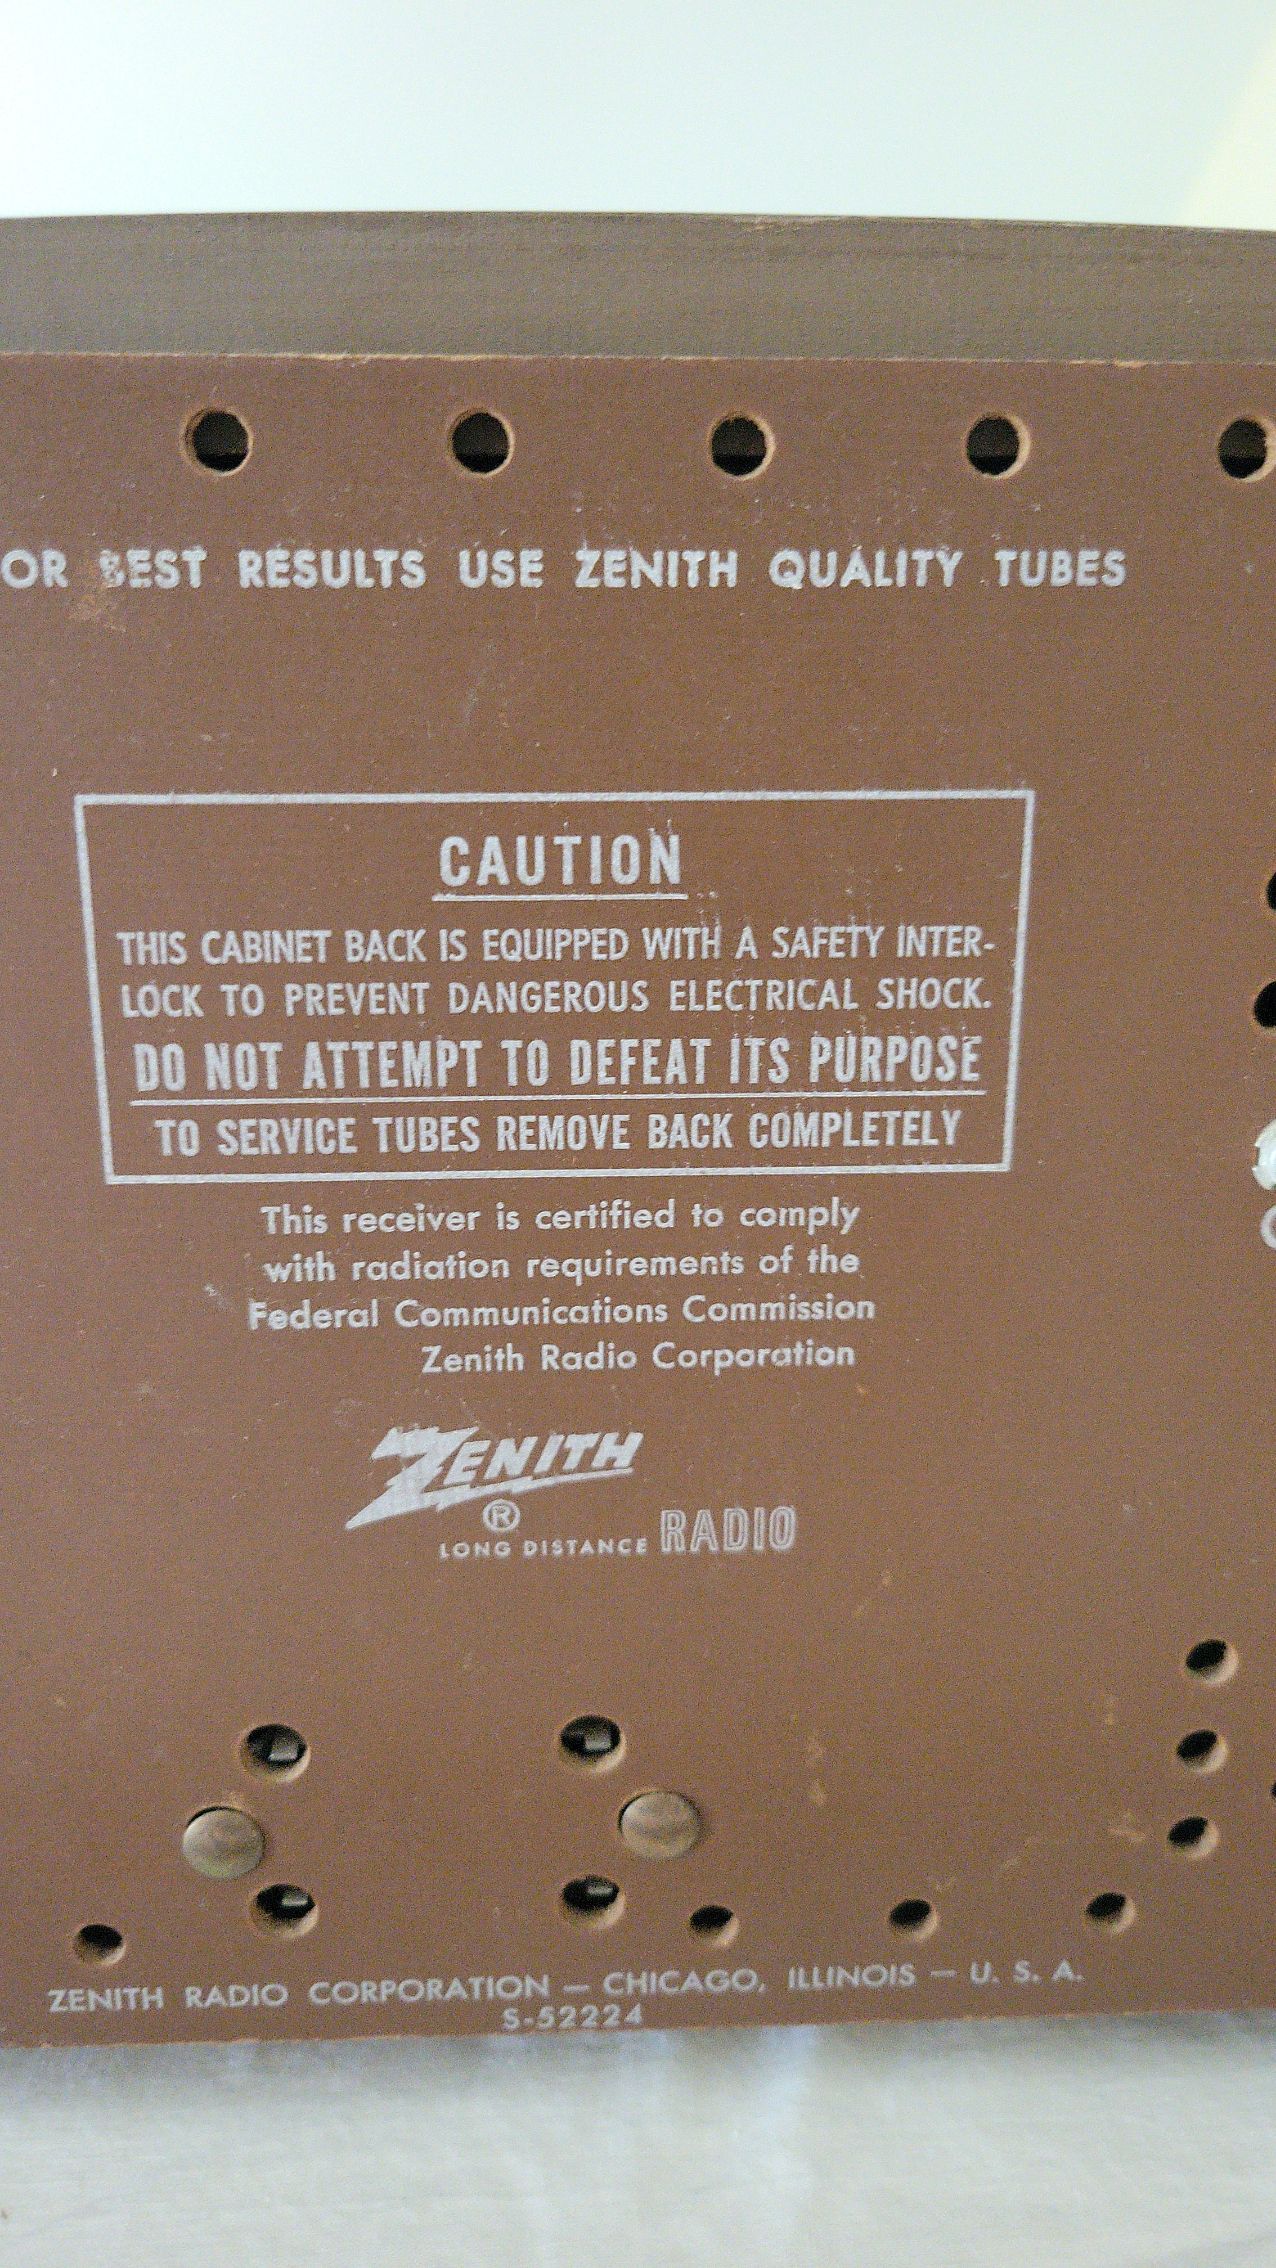 OR BEST RESULTS USE ZENITH QUALITY TUBES
CAUTION
THIS CABINET BACK IS EQUIPPED WITH A SAFETY INTER-
LOCK TO PREVENT DANGEROUS ELECTRICAL SHOCK.
DO NOT ATTEMPT TO DEFEAT ITS PURPOSE
TO SERVICE TUBES REMOVE BACK COMPLETELY
This receiver is certified to comply
with radiation requirements of the
Federal Communications Commission
Zenith Radio Corporation
ZENITH
®
LONG DISTANCE RADIO
ZENITH RADIO CORPORATION — CHICAGO, ILLINOIS — U. S. A.
S-52224